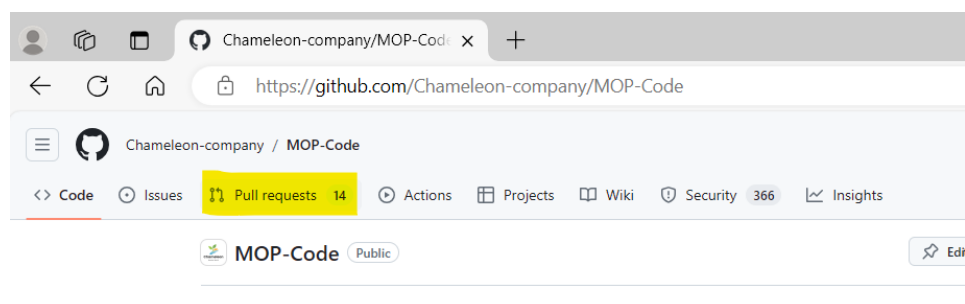 Chameleon-company/MOP-Code
https://github.com/Chameleon-company/MOP-Code
Chameleon-company / MOP-Code
<> Code Issues Pull requests 14 Actions Projects Wiki Security 366 Insights
MOP-Code Public Edi